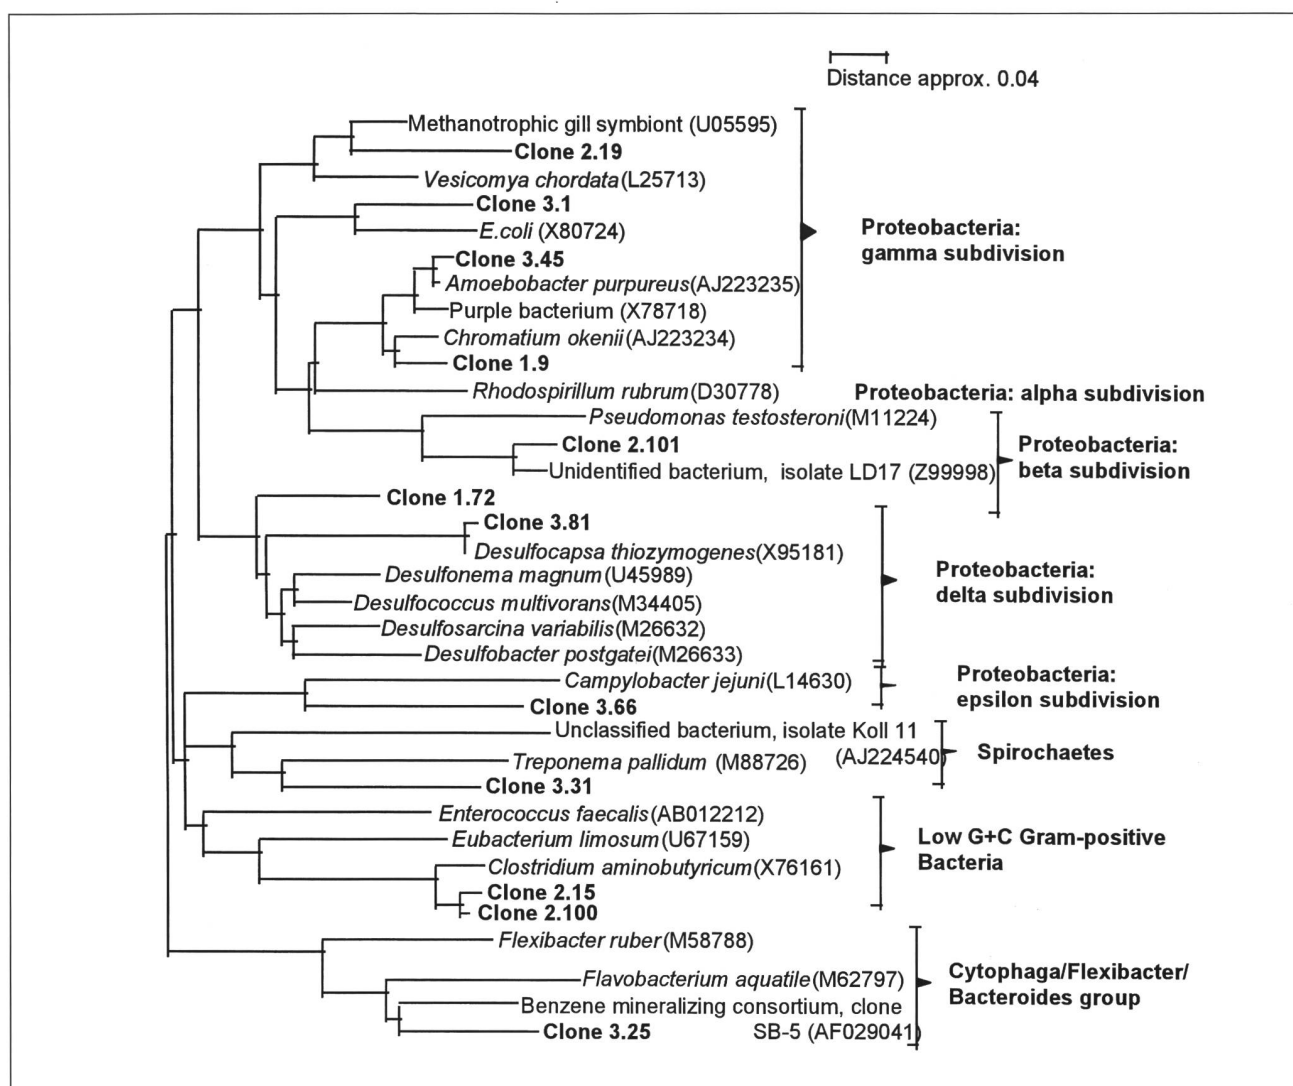 Distance approx. 0.04
Methanotrophic gill symbiont (U05595)
Clone 2.19
Vesicomya chordata(L25713)
Clone 3.1
E.coli (X80724)
Clone 3.45
Amoebobacter purpureus(AJ223235)
Purple bacterium (X78718)
Chromatium okenii(AJ223234)
Clone 1.9
Proteobacteria:
gamma subdivision
Rhodospirillum rubrum(D30778)
Proteobacteria: alpha subdivision
Pseudomonas testosteroni(M11224)
Clone 2.101
Unidentified bacterium, isolate LD17 (Z99998)
Proteobacteria:
beta subdivision
Clone 1.72
Clone 3.81
Desulfocapsa thiozymogenes(X95181)
Desulfonema magnum(U45989)
Desulfococcus multivorans(M34405)
Desulfosarcina variabilis(M26632)
Desulfobacter postgatei(M26633)
Proteobacteria:
delta subdivision
Campylobacter jejuni(L14630)
Clone 3.66
Proteobacteria:
epsilon subdivision
Unclassified bacterium, isolate Koll 11
(AJ224540)
Treponema pallidum (M88726)
Clone 3.31
Spirochaetes
Enterococcus faecalis(AB012212)
Eubacterium limosum(U67159)
Clostridium aminobutyricum(X76161)
Clone 2.15
Clone 2.100
Low G+C Gram-positive
Bacteria
Flexibacter ruber(M58788)
Flavobacterium aquatile(M62797)
Benzene mineralizing consortium, clone
SB-5 (AF029041)
Clone 3.25
Cytophaga/Flexibacter/
Bacteroides group